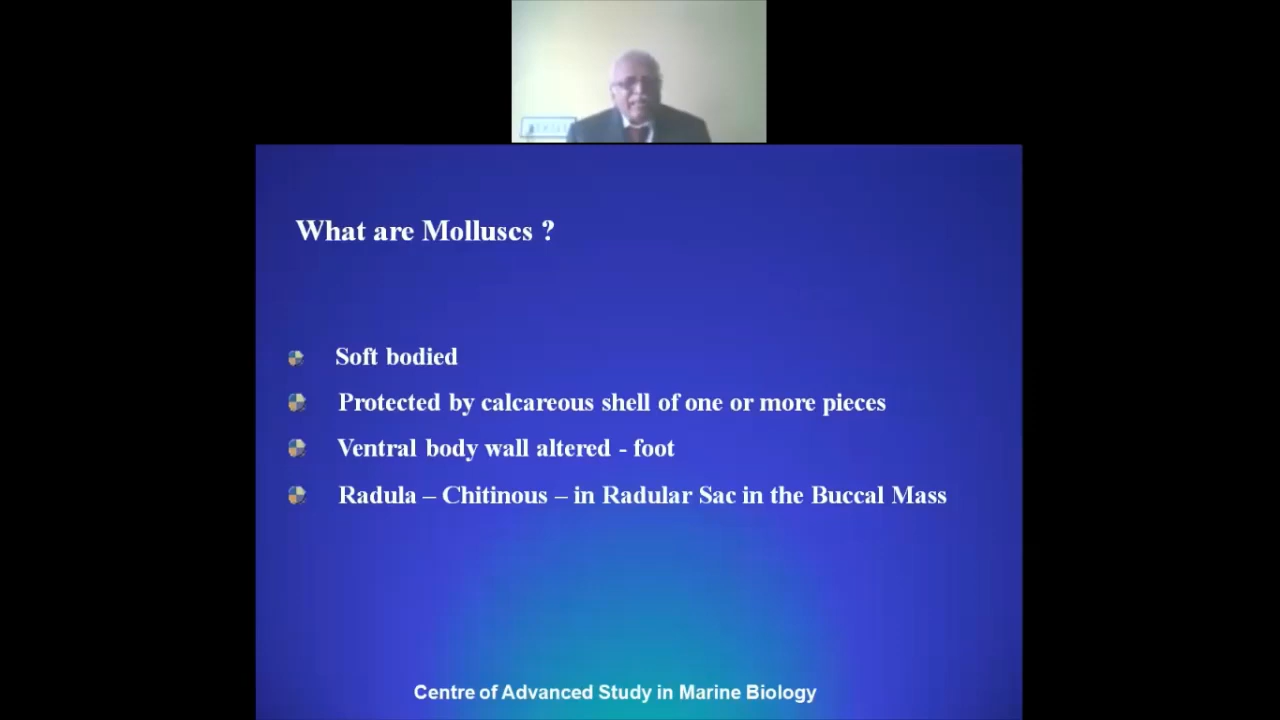 What are Molluscs ?
Soft bodied
Protected by calcareous shell of one or more pieces
Ventral body wall altered - foot
Radula – Chitinous – in Radular Sac in the Buccal Mass
Centre of Advanced Study in Marine Biology